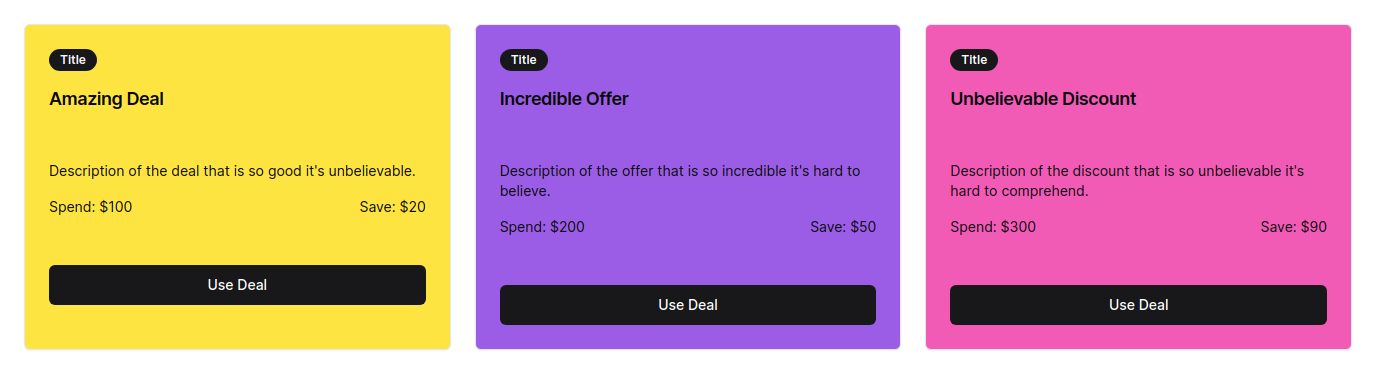 Title
Amazing Deal
Description of the deal that is so good it's unbelievable.
Spend: $100 Save: $20
Use Deal
Title
Incredible Offer
Description of the offer that is so incredible it's hard to
believe.
Spend: $200 Save: $50
Use Deal
Title
Unbelievable Discount
Description of the discount that is so unbelievable it's
hard to comprehend.
Spend: $300 Save: $90
Use Deal